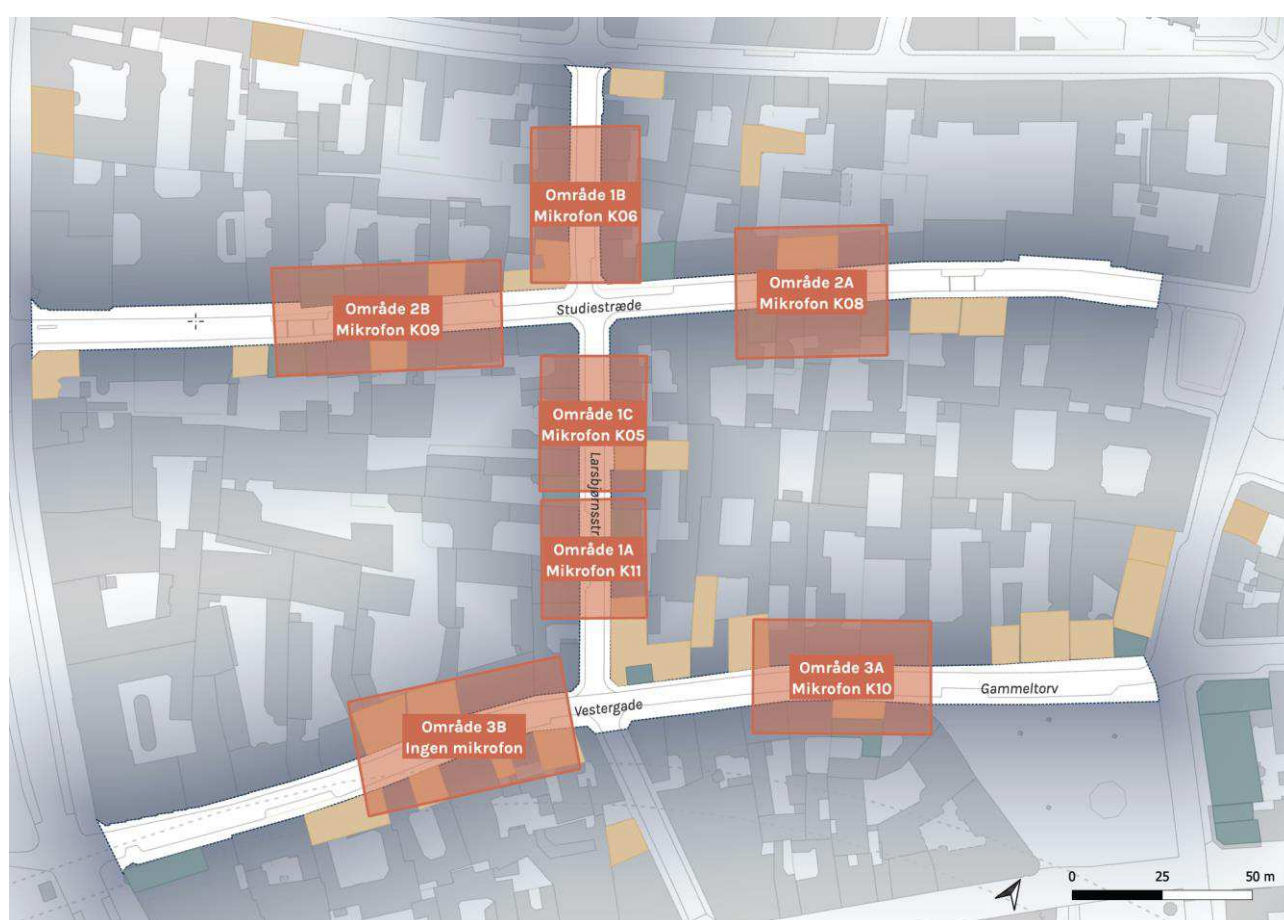 Område 1B
Mikrofon K06
Område 2A
Mikrofon K08
Område 2B
Mikrofon K09
Studiestræde
Område 1C
Mikrofon K05
Larsbjørnsstr
Område 1A
Mikrofon K11
Område 3A
Mikrofon K10
Gammeltorv
Vestergade
Område 3B
Ingen mikrofon
0 25 50 m